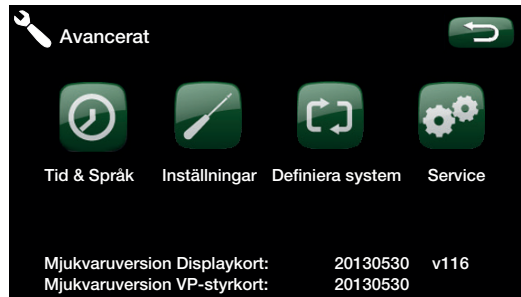 Avancerat
Tid & Språk Inställningar Definiera system Service
Mjukvaruversion Displaykort: 20130530 v116
Mjukvaruversion VP-styrkort: 20130530